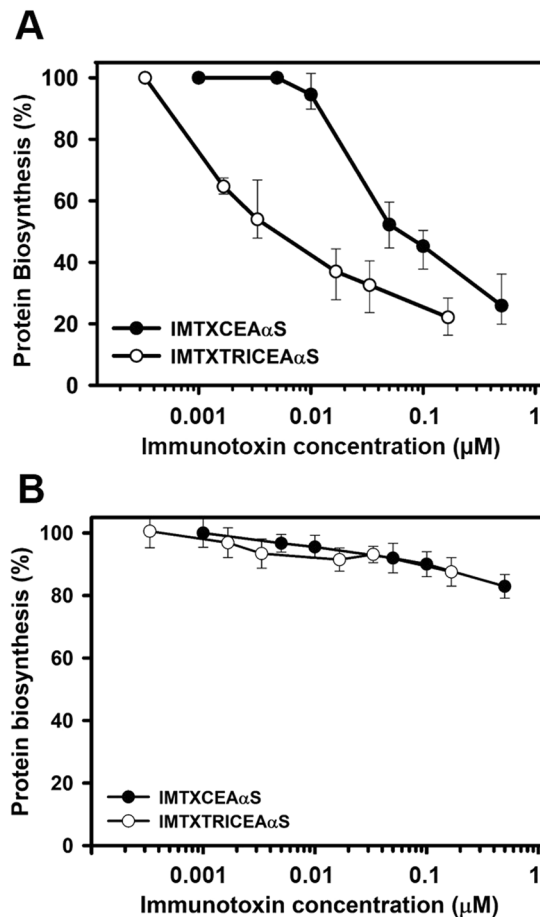 A
Protein Biosynthesis (%)
100
80
60
40
20
0
IMTXCEAαS
IMTXTRICEAαS
0.001
0.01
0.1
1
Immunotoxin concentration (µM)
B
Protein biosynthesis (%)
100
80
60
40
20
0
IMTXCEAαS
IMTXTRICEAαS
0.001
0.01
0.1
1
Immunotoxin concentration (µM)